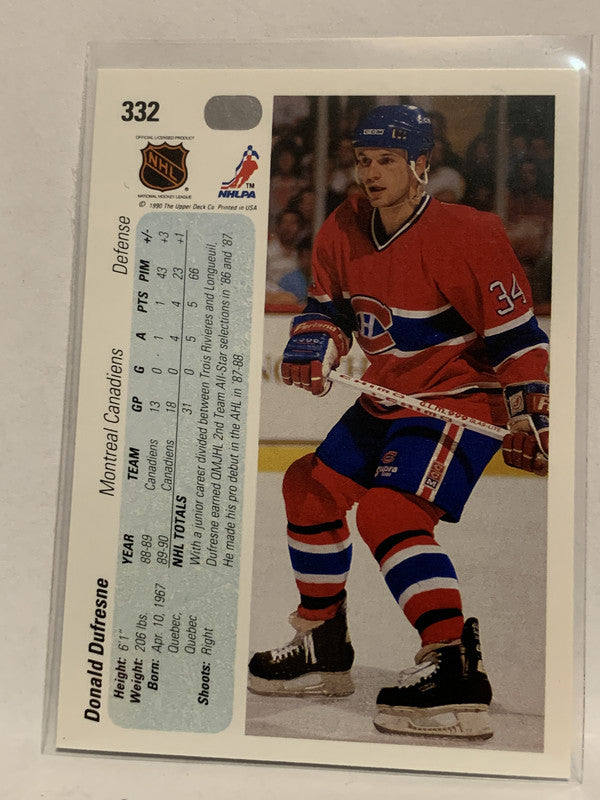 332
OFFICIAL LICENSED PRODUCT
NHL
NATIONAL HOCKEY LEAGUE
NHLPA
TM
© 1990 The Upper Deck Co. Printed in USA
Donald Dufresne Montreal Canadiens Defense
Height: 6'1"
Weight: 206 lbs.
Born: Apr. 10, 1967
Quebec,
Quebec
Shoots: Right
YEAR TEAM GP G A PTS PIM +/-
88-89 Canadiens 13 0 1 1 43 +3
89-90 Canadiens 18 0 4 4 23 +1
NHL TOTALS 31 0 5 5 66
With a junior career divided between Trois Rivieres and Longueuil,
Dufresne earned QMJHL 2nd Team All-Star selections in '86 and '87.
He made his pro debut in the AHL in '87-88.
34
CH
CCM
supra